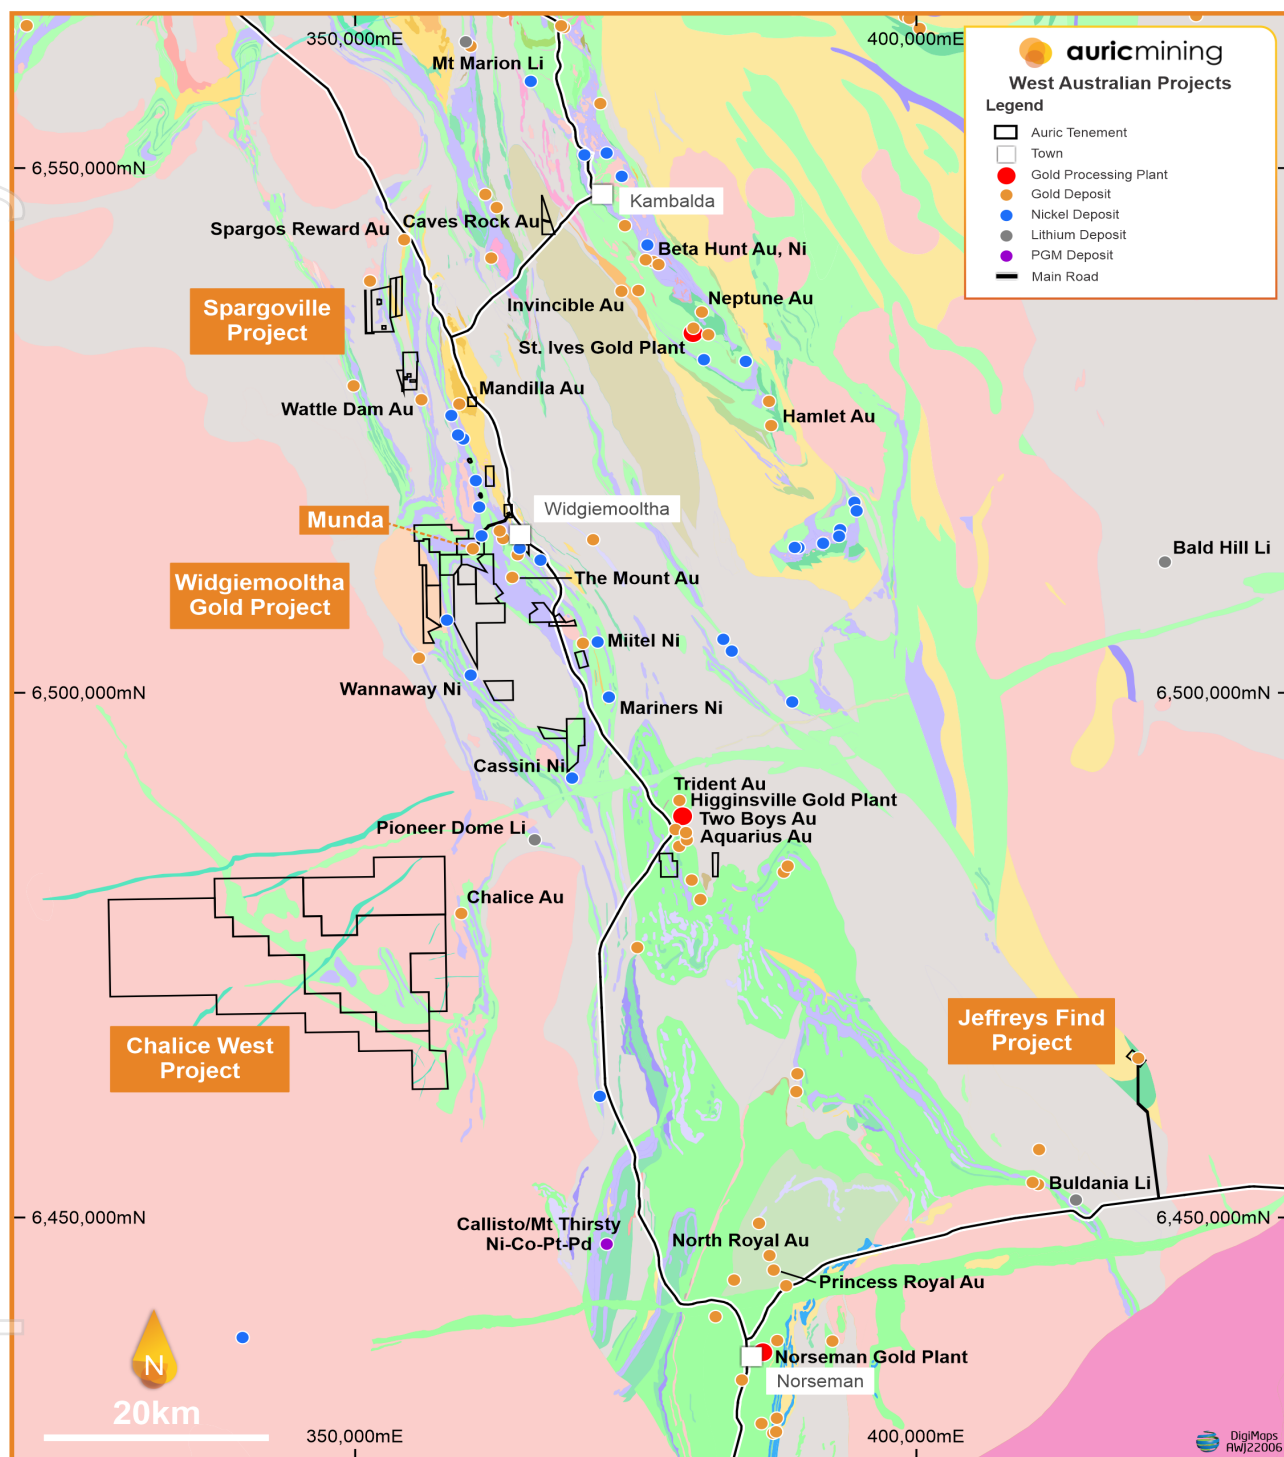 350,000mE
400,000mE
auricmining
West Australian Projects
Legend
Auric Tenement
Town
Gold Processing Plant
Gold Deposit
Nickel Deposit
Lithium Deposit
PGM Deposit
Main Road
Mt Marion Li
6,550,000mN
Kambalda
Caves Rock Au
Spargos Reward Au
Beta Hunt Au, Ni
Neptune Au
Invincible Au
Spargoville
Project
St. Ives Gold Plant
Mandilla Au
Wattle Dam Au
Hamlet Au
Widgiemooltha
Munda
Bald Hill Li
Widgiemooltha
Gold Project
The Mount Au
Miitel Ni
Wannaway Ni
6,500,000mN
6,500,000mN
Mariners Ni
Cassini Ni
Trident Au
Higginsville Gold Plant
Two Boys Au
Pioneer Dome Li
Aquarius Au
Chalice Au
Jeffreys Find
Project
Chalice West
Project
Buldania Li
6,450,000mN
6,450,000mN
Callisto/Mt Thirsty
Ni-Co-Pt-Pd
North Royal Au
Princess Royal Au
Norseman Gold Plant
Norseman
N
20km
350,000mE
400,000mE
DigiMaps
AWJ22006